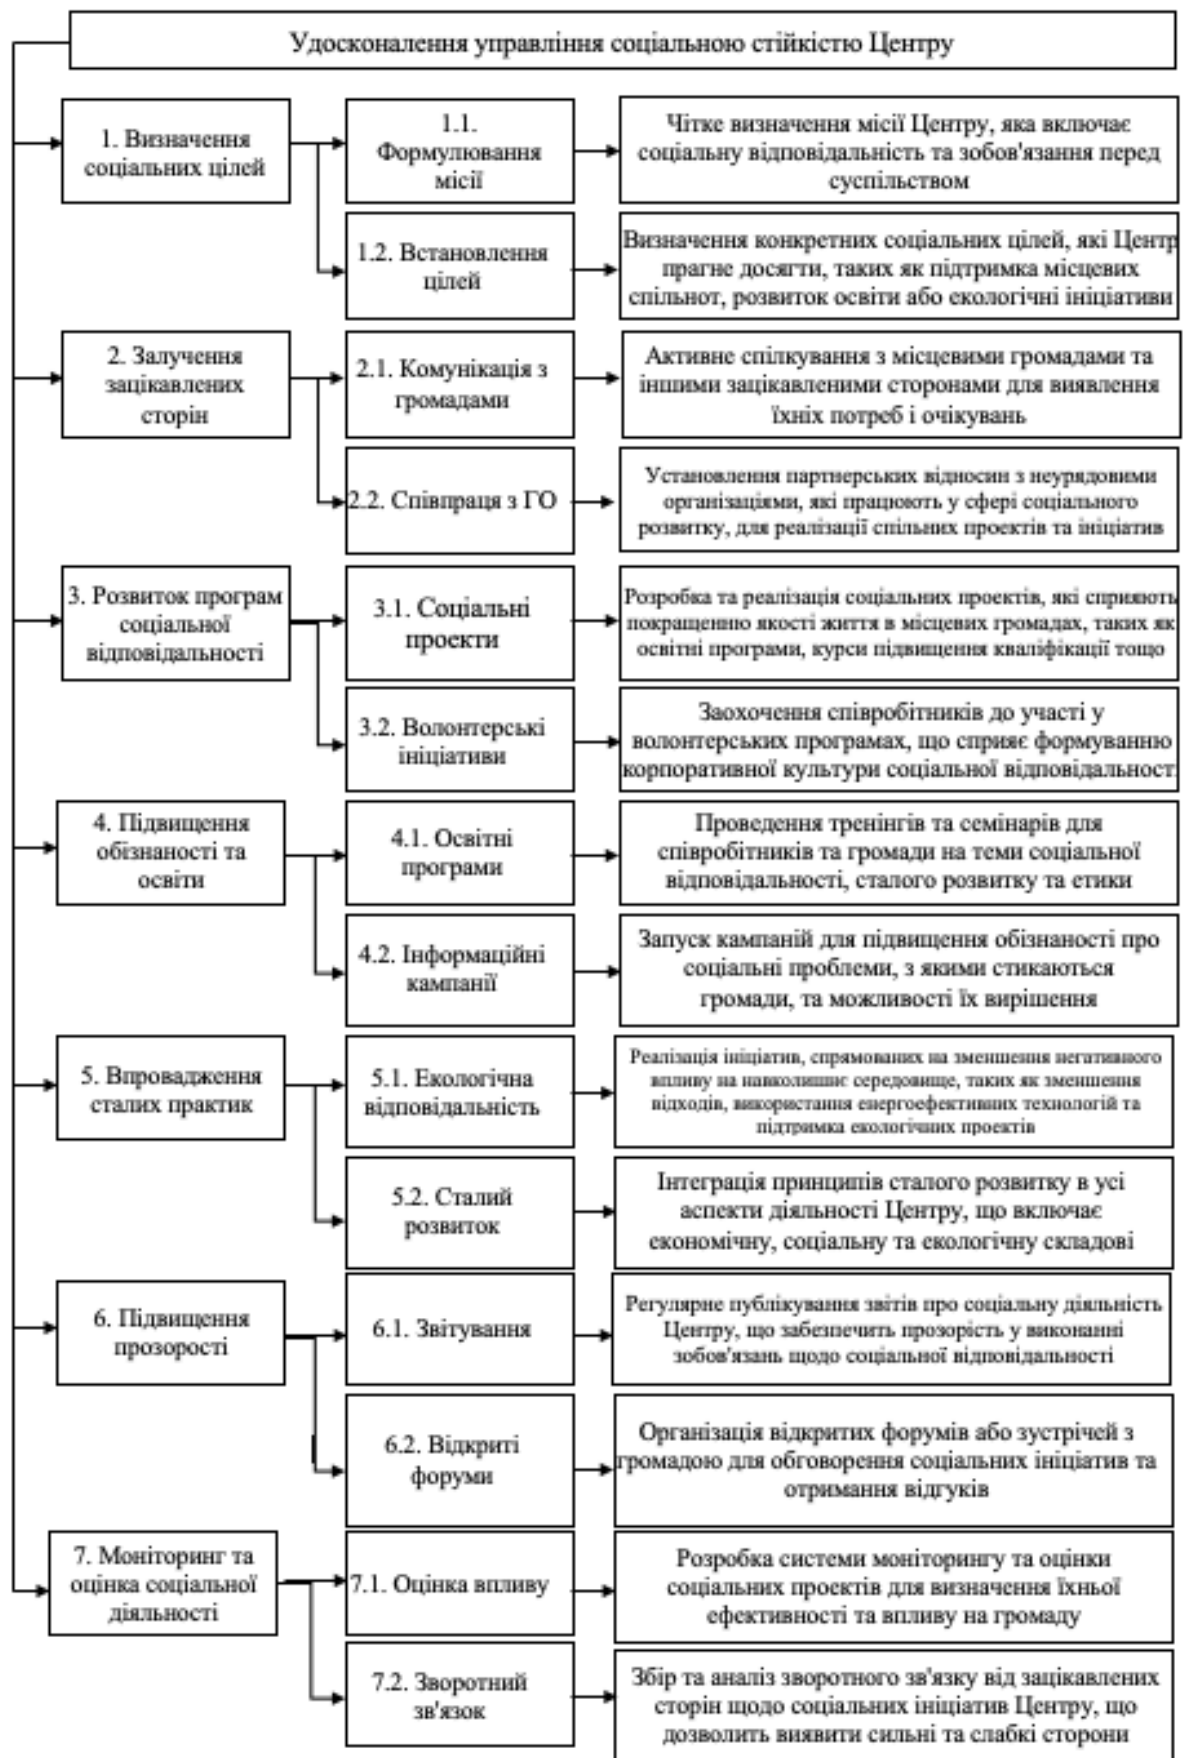 Удосконалення управління соціальною стійкістю Центру
1. Визначення
соціальних цілей
1.1.
Формулювання
місії
Чітке визначення місії Центру, яка включає
соціальну відповідальність та зобов'язання перед
суспільством
1.2. Встановлення
цілей
Визначення конкретних соціальних цілей, які Центр
прагне досягти, таких як підтримка місцевих
спільнот, розвиток освіти або екологічні ініціативи
2. Залучення
зацікавлених
сторін
2.1. Комунікація з
громадами
Активне спілкування з місцевими громадами та
іншими зацікавленими сторонами для виявлення
їхніх потреб і очікувань
2.2. Співпраця з ГО
Установлення партнерських відносин з неурядовими
організаціями, які працюють у сфері соціального
розвитку, для реалізації спільних проектів та ініціатив
3. Розвиток програм
соціальної
відповідальності
3.1. Соціальні
проекти
Розробка та реалізація соціальних проектів, які сприяють
покращенню якості життя в місцевих громадах, таких як
освітні програми, курси підвищення кваліфікації тощо
3.2. Волонтерські
ініціативи
Заохочення співробітників до участі у
волонтерських програмах, що сприяє формуванню
корпоративної культури соціальної відповідальност
4. Підвищення
обізнаності та
освіти
4.1. Освітні
програми
Проведення тренінгів та семінарів для
співробітників та громади на теми соціальної
відповідальності, сталого розвитку та етики
4.2. Інформаційні
кампанії
Запуск кампаній для підвищення обізнаності про
соціальні проблеми, з якими стикаються
громади, та можливості їх вирішення
5. Впровадження
сталих практик
5.1. Екологічна
відповідальність
Реалізація ініціатив, спрямованих на зменшення негативного
впливу на навколишнє середовище, таких як зменшення
відходів, використання енергоефективних технологій та
підтримка екологічних проектів
5.2. Сталий
розвиток
Інтеграція принципів сталого розвитку в усі
аспекти діяльності Центру, що включає
економічну, соціальну та екологічну складові
6. Підвищення
прозорості
6.1. Звітування
Регулярне публікування звітів про соціальну діяльність
Центру, що забезпечить прозорість у виконанні
зобов'язань щодо соціальної відповідальності
6.2. Відкриті
форуми
Організація відкритих форумів або зустрічей з
громадою для обговорення соціальних ініціатив та
отримання відгуків
7. Моніторинг та
оцінка соціальної
діяльності
7.1. Оцінка впливу
Розробка системи моніторингу та оцінки
соціальних проектів для визначення їхньої
ефективності та впливу на громаду
7.2. Зворотний
зв'язок
Збір та аналіз зворотного зв'язку від зацікавлених
сторін щодо соціальних ініціатив Центру, що
дозволить виявити сильні та слабкі сторони